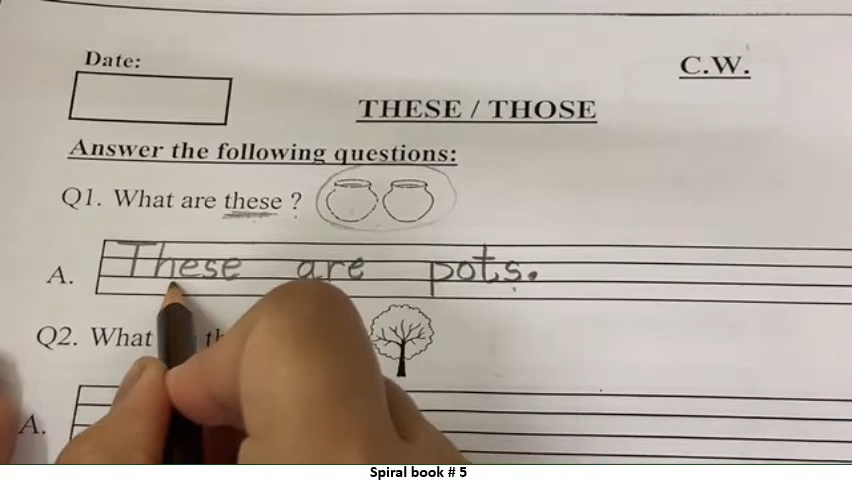 Date:
C.W.
THESE / THOSE
Answer the following questions:
Q1. What are these ?
A. These are pots.
Q2. What
A.
Spiral book # 5